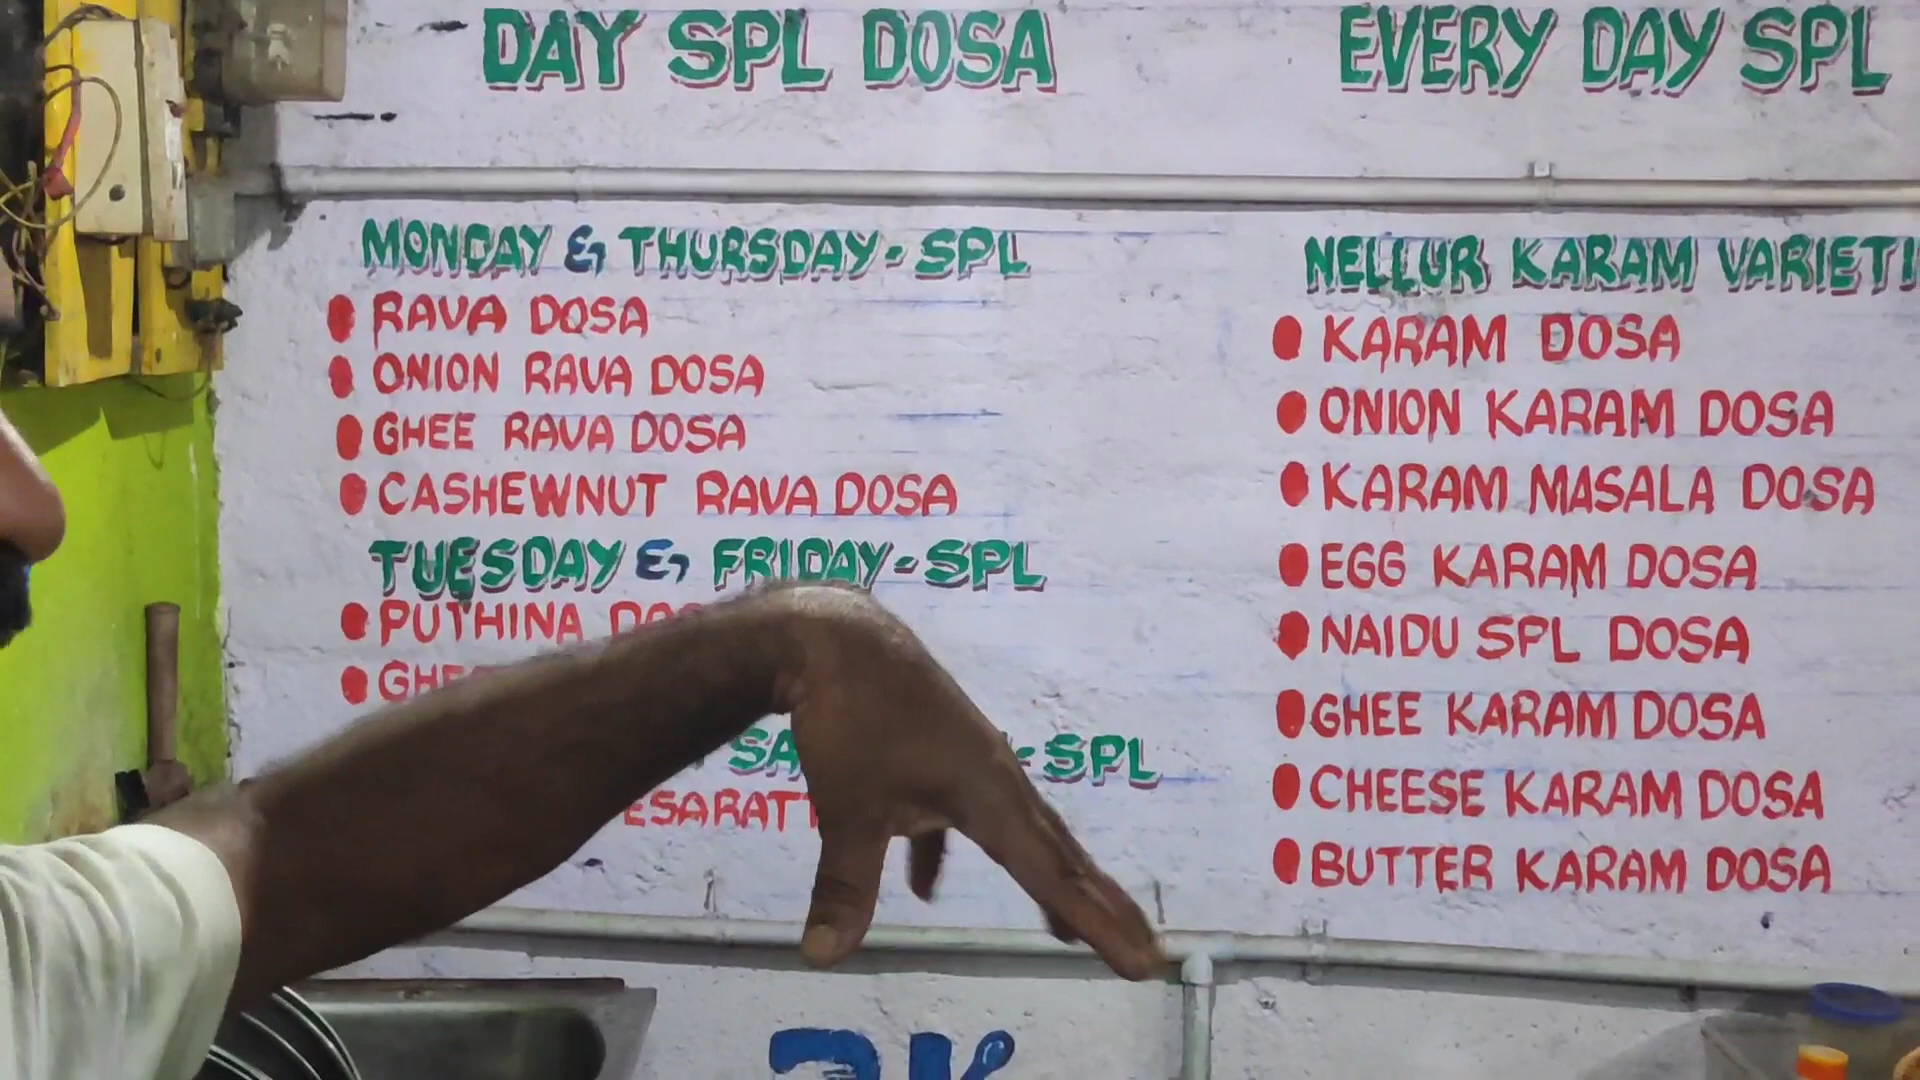 DAY SPL DOSA
MONDAY & THURSDAY - SPL
RAVA DOSA
ONION RAVA DOSA
GHEE RAVA DOSA
CASHEWNUT RAVA DOSA
TUESDAY & FRIDAY - SPL
PUTHINA
- SPL
EVERY DAY SPL
NELLUR KARAM
KARAM DOSA
ONION KARAM DOSA
KARAM MASALA DOSA
EGG KARAM DOSA
NAIDU SPL DOSA
GHEE KARAM DOSA
CHEESE KARAM DOSA
BUTTER KARAM DOSA